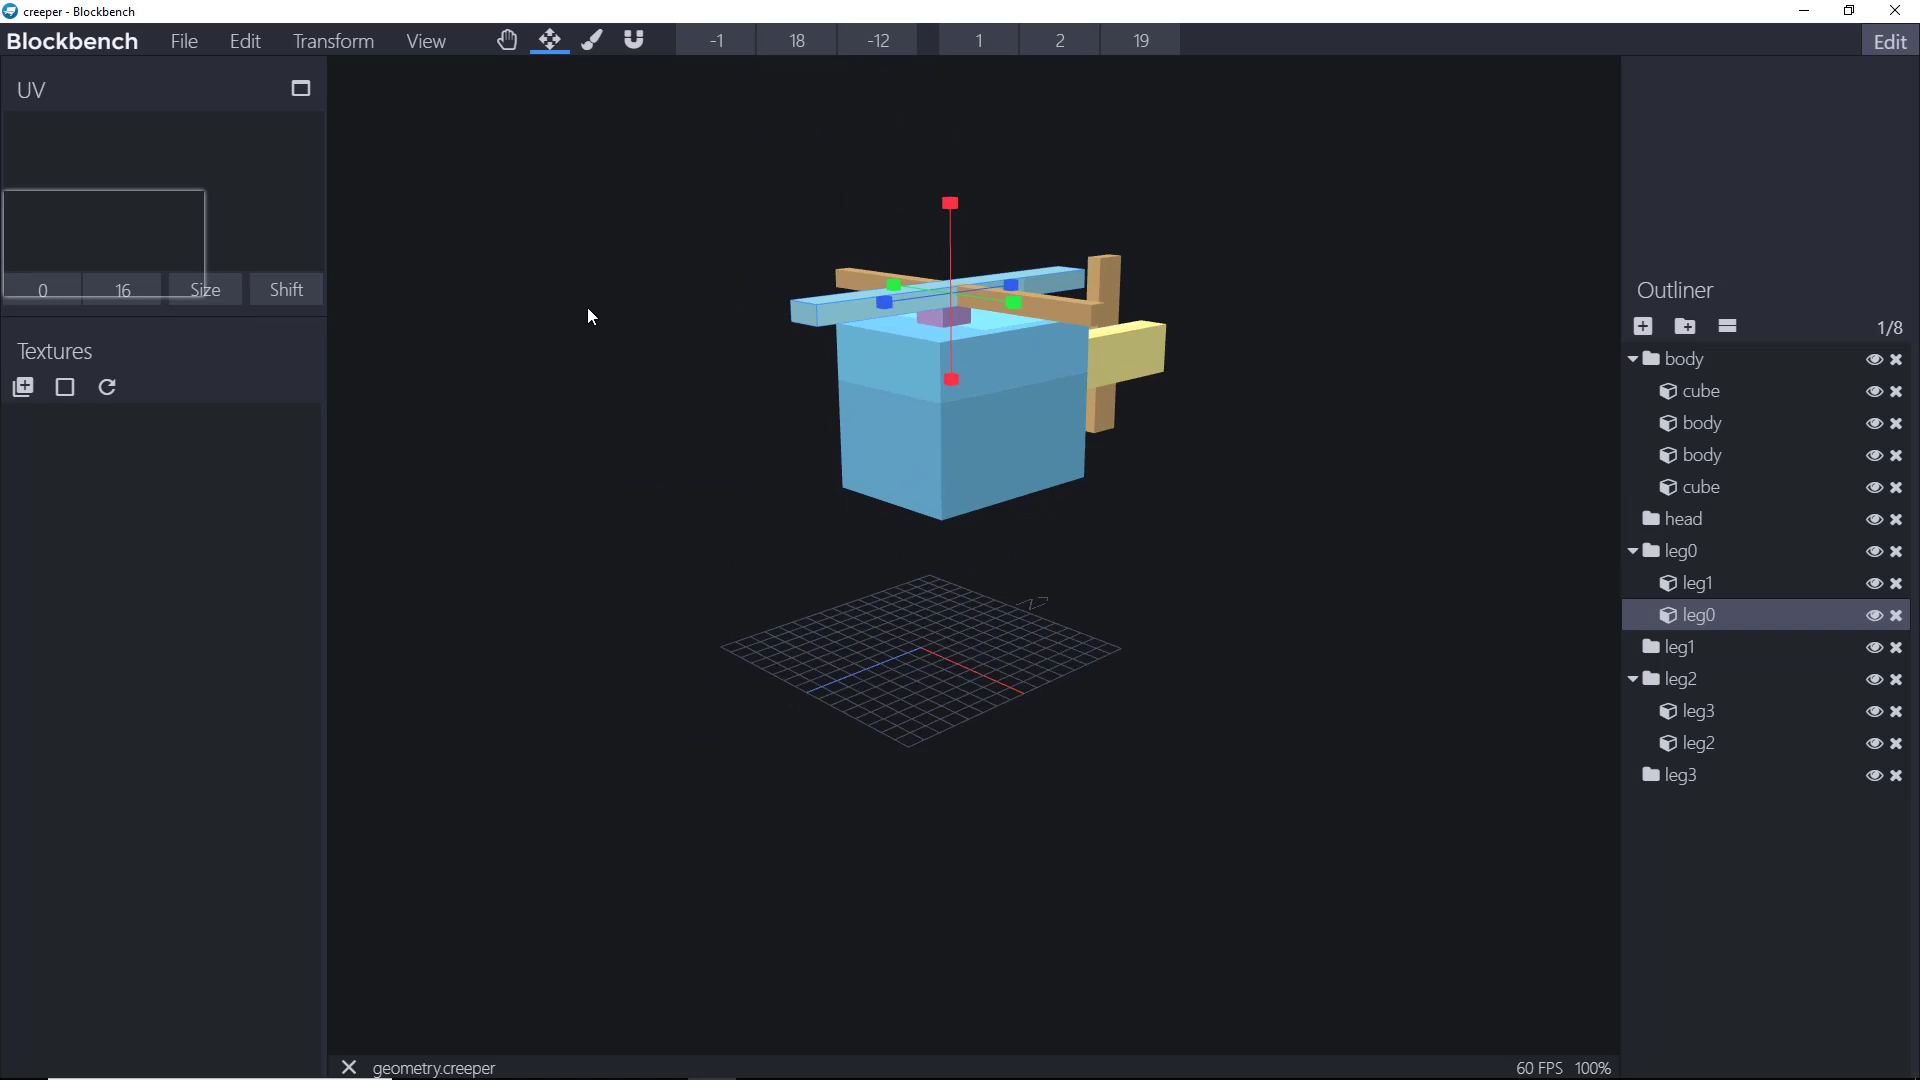 creeper - Blockbench
Blockbench File Edit Transform View -1 18 -12 1 2 19 Edit
UV
0 16 Size Shift
Textures
Outliner
1/8
body
cube
body
body
cube
head
leg0
leg1
leg0
leg1
leg2
leg3
leg2
leg3
geometry.creeper 60 FPS 100%